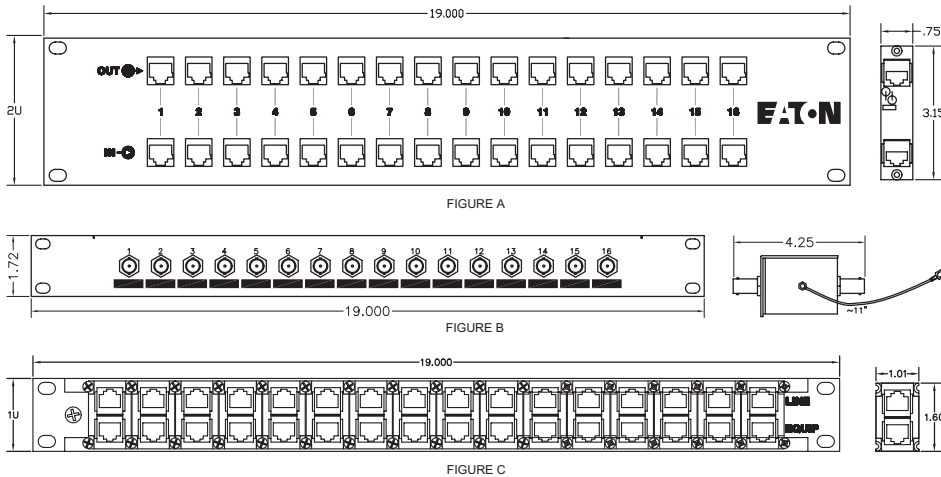 19.000
.75
OUT
2U
1 2 3 4 5 6 7 8 9 10 11 12 13 14 15 16
EATON
3.15
IN
FIGURE A
1.72
1 2 3 4 5 6 7 8 9 10 11 12 13 14 15 16
4.25
19.000
~11"
FIGURE B
19.000
1.01
1U
LINE
EQUIP
1.60
FIGURE C